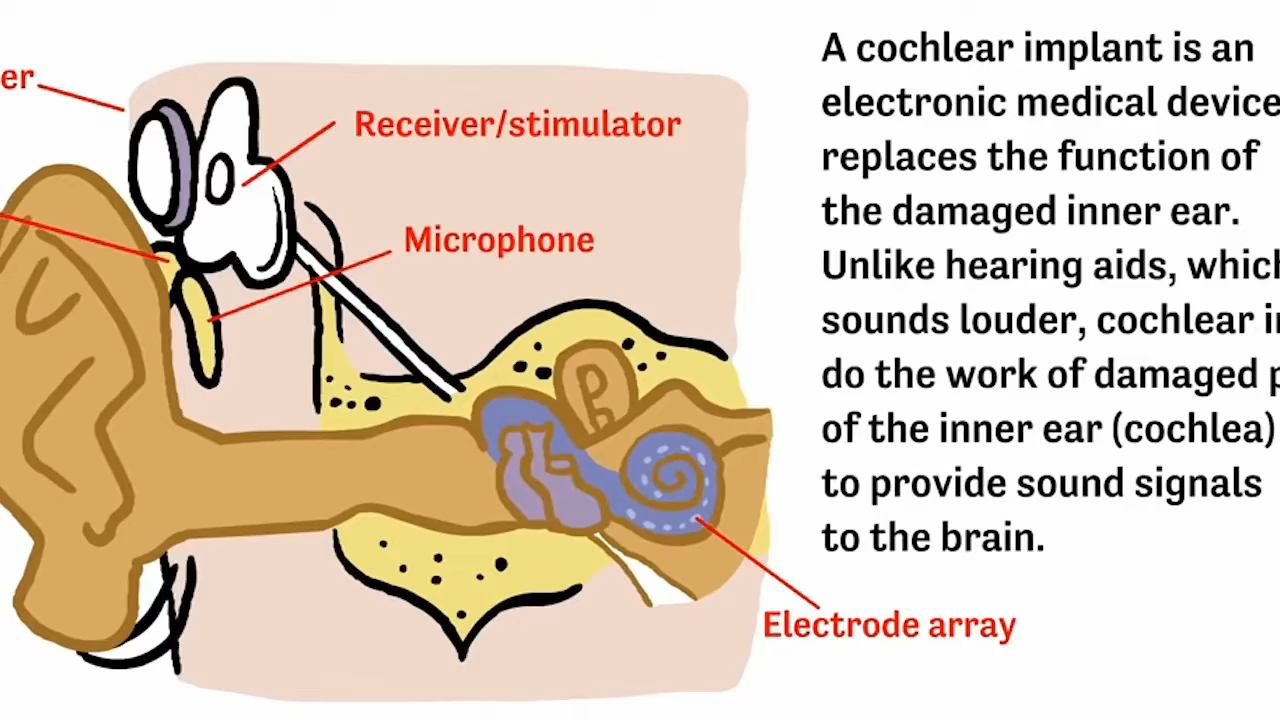 er
Receiver/stimulator
Microphone
Electrode array
A cochlear implant is an
electronic medical device
replaces the function of
the damaged inner ear.
Unlike hearing aids, which
sounds louder, cochlear
do the work of damaged
of the inner ear (cochlea)
to provide sound signals
to the brain.